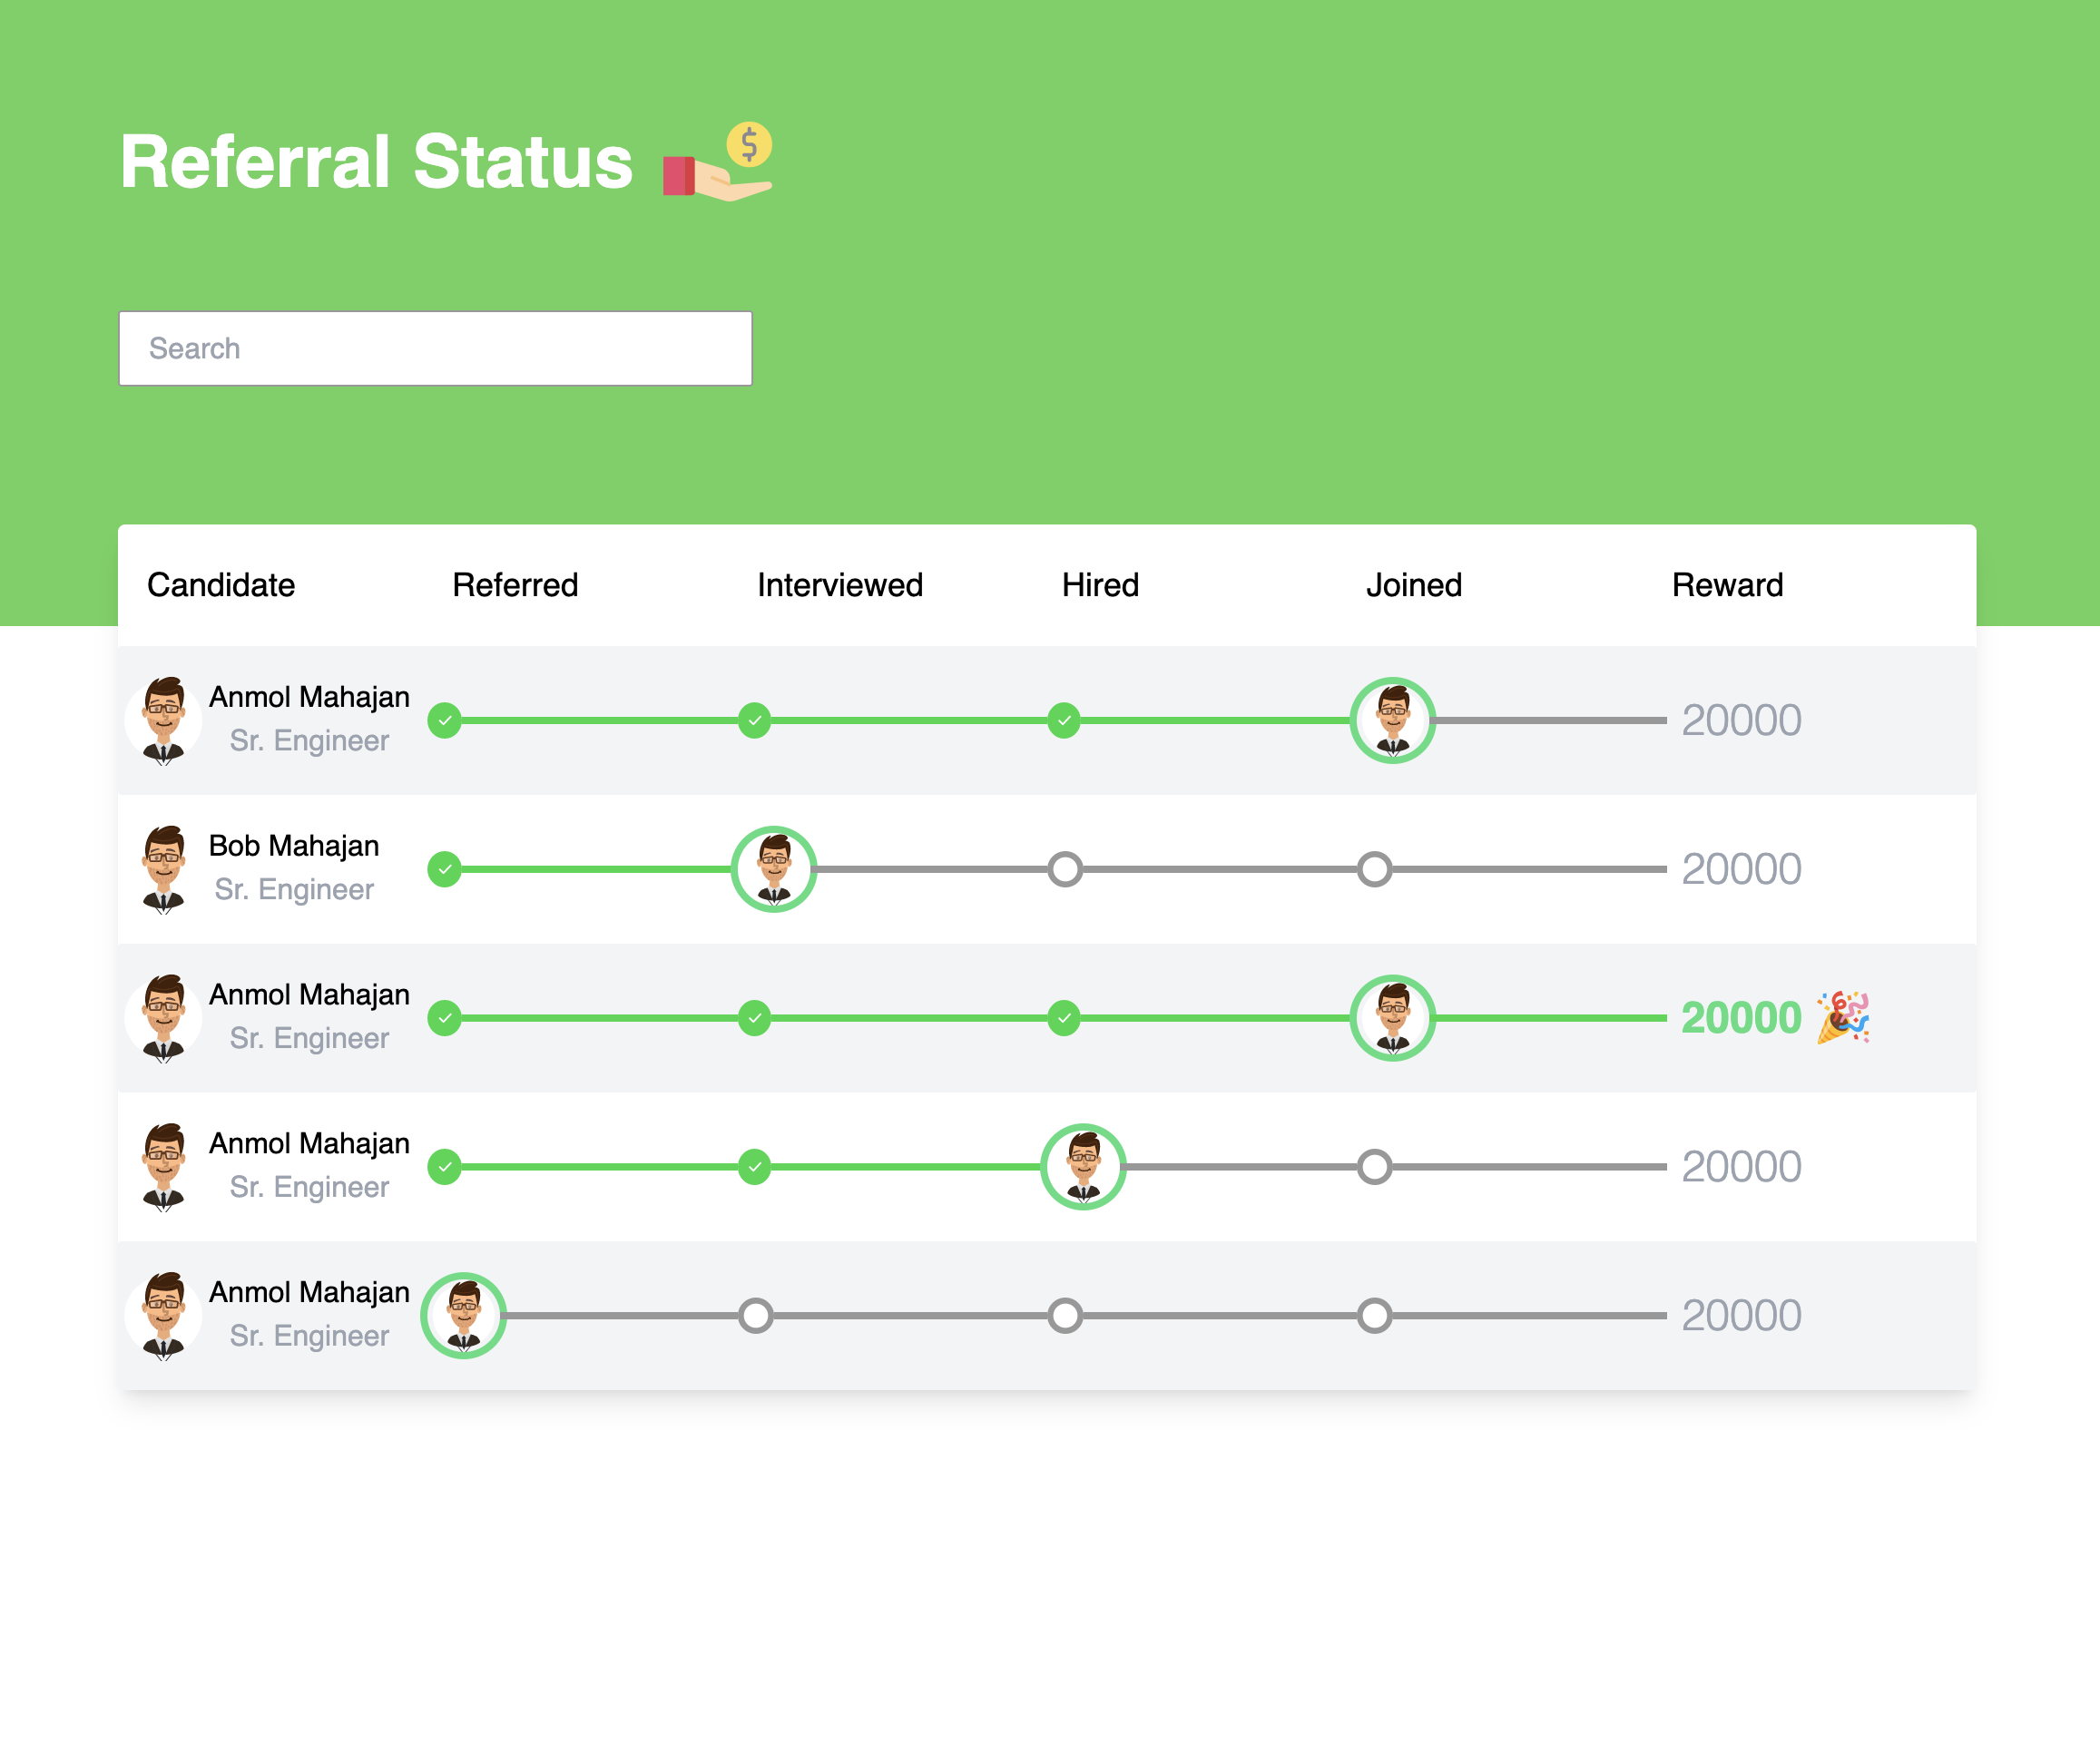 Referral Status
Search
Candidate Referred Interviewed Hired Joined Reward
Anmol Mahajan
Sr. Engineer
20000
Bob Mahajan
Sr. Engineer
20000
Anmol Mahajan
Sr. Engineer
20000 🎉
Anmol Mahajan
Sr. Engineer
20000
Anmol Mahajan
Sr. Engineer
20000